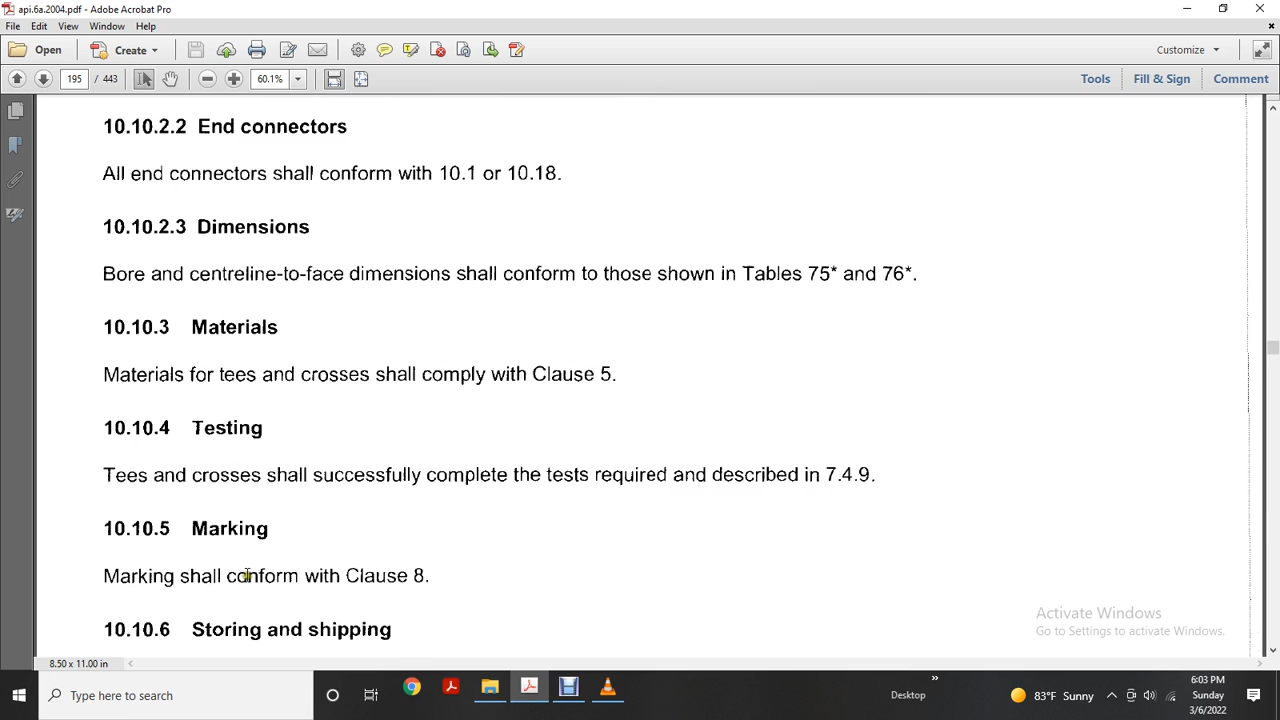 api.6a.2004.pdf - Adobe Acrobat Pro
File Edit View Window Help
Open Create Customize
195 / 443 60.1% Tools Fill & Sign Comment
10.10.2.2 End connectors
All end connectors shall conform with 10.1 or 10.18.
10.10.2.3 Dimensions
Bore and centreline-to-face dimensions shall conform to those shown in Tables 75* and 76*.
10.10.3 Materials
Materials for tees and crosses shall comply with Clause 5.
10.10.4 Testing
Tees and crosses shall successfully complete the tests required and described in 7.4.9.
10.10.5 Marking
Marking shall conform with Clause 8.
10.10.6 Storing and shipping
Activate Windows
Go to Settings to activate Windows.
8.50 x 11.00 in
Type here to search
Desktop
83°F Sunny
6:03 PM
Sunday
3/6/2022